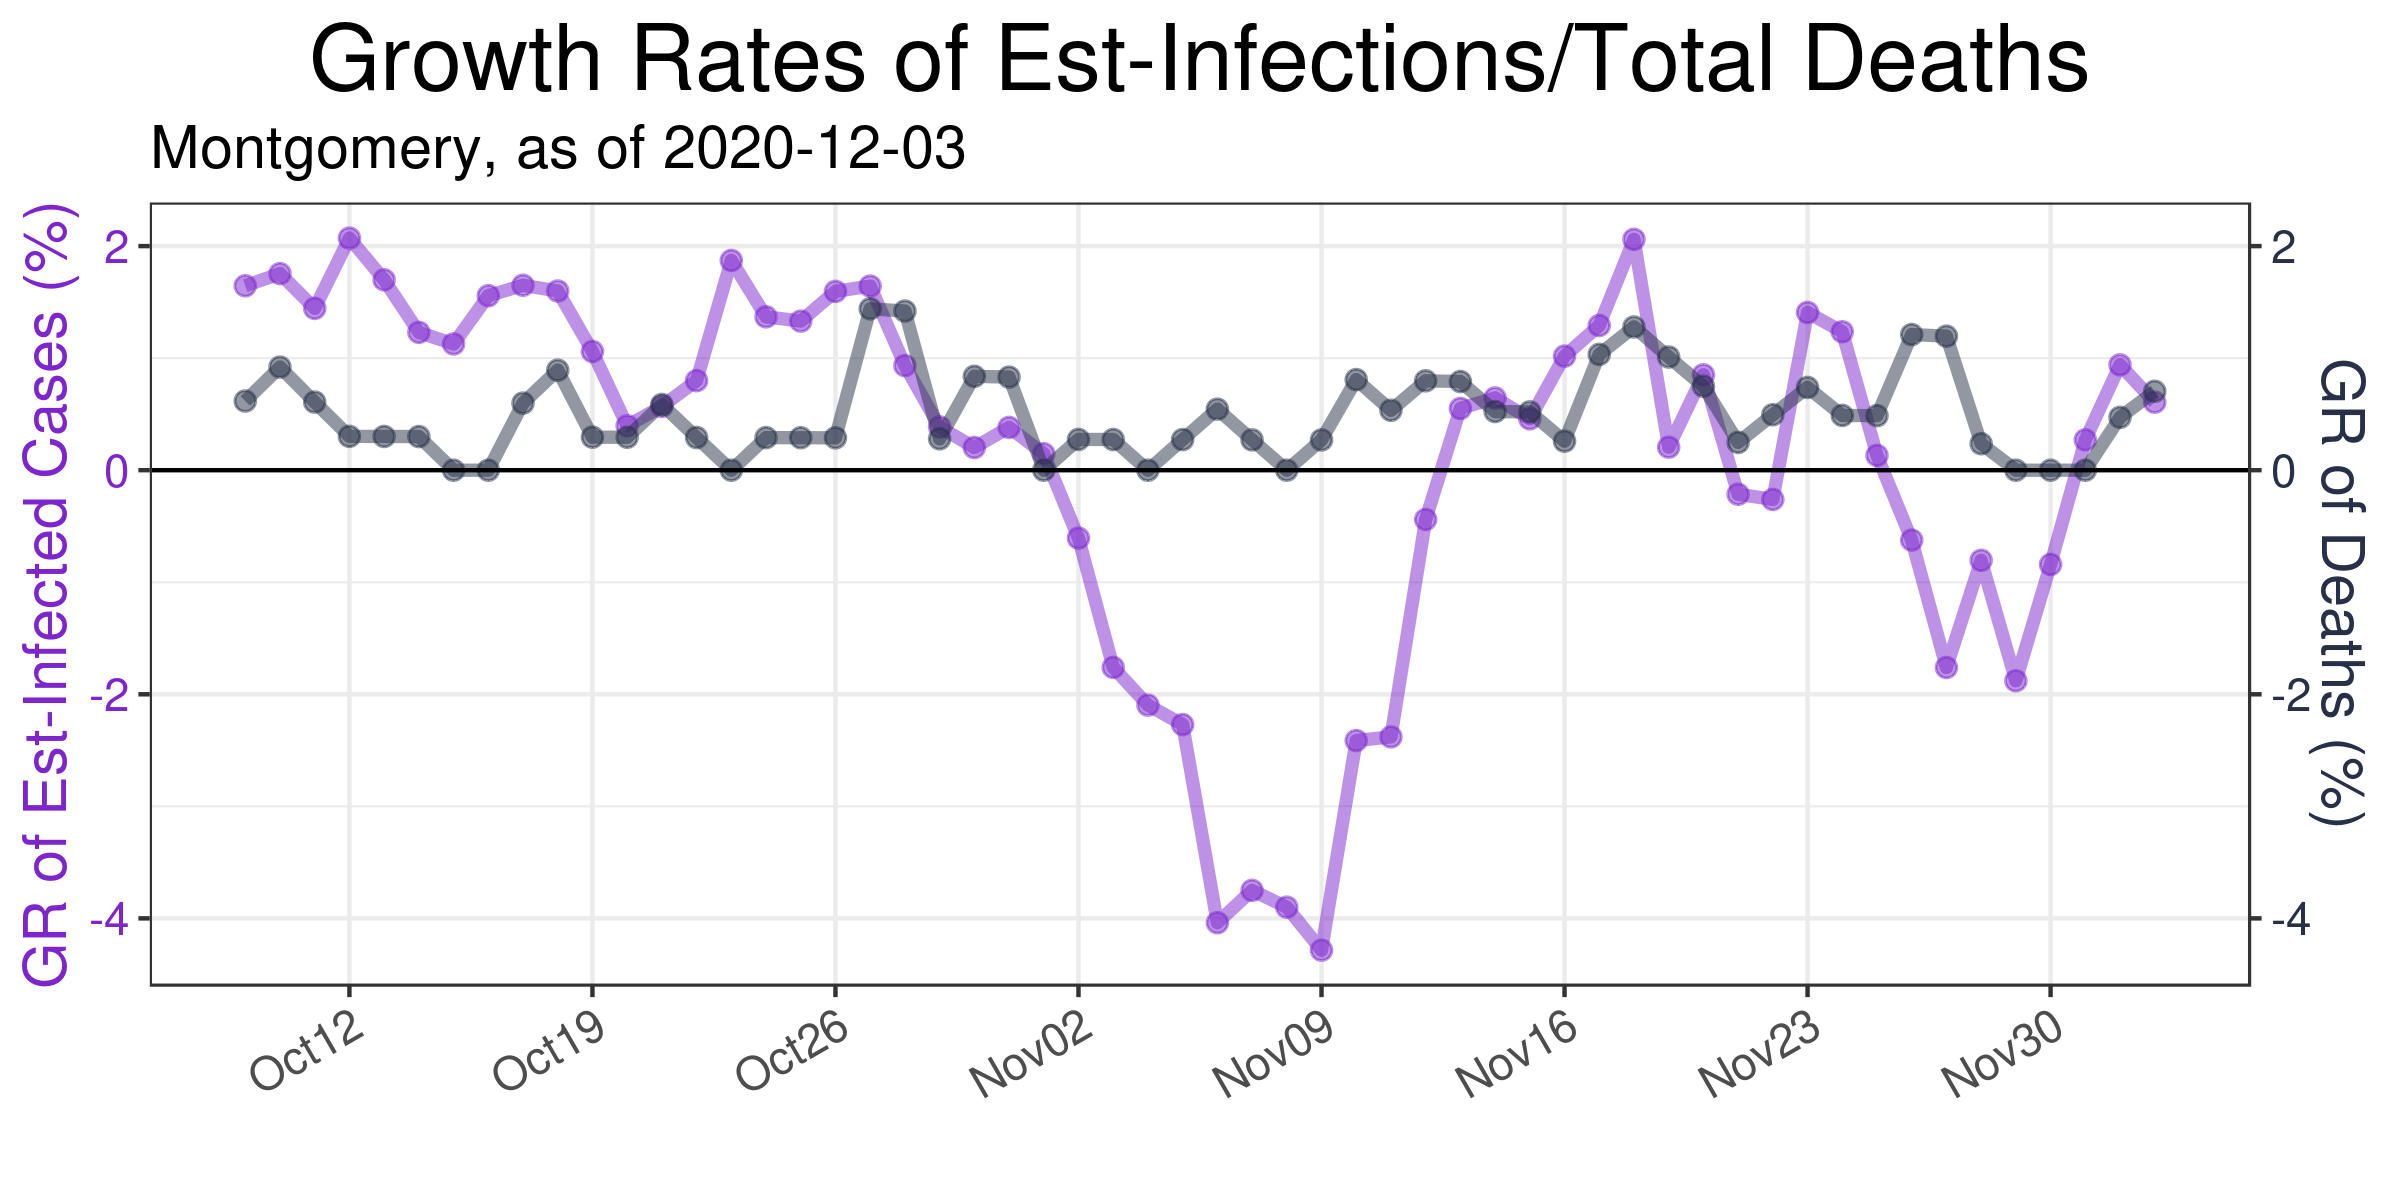 Growth Rates of Est-Infections/Total Deaths
Montgomery, as of 2020-12-03
GR of Est-Infected Cases (%)
2
0
-2
-4
2
0
-2
-4
GR of Deaths (%)
Oct12
Oct19
Oct26
Nov02
Nov09
Nov16
Nov23
Nov30